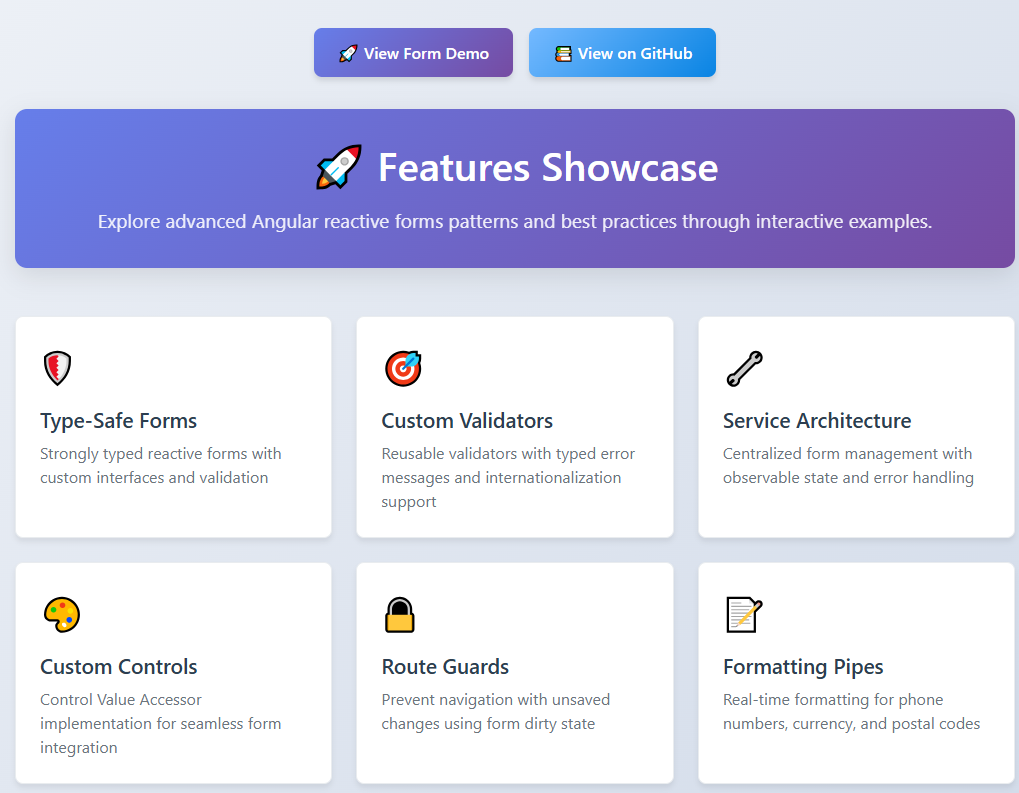 View Form Demo
View on GitHub
Features Showcase
Explore advanced Angular reactive forms patterns and best practices through interactive examples.
Type-Safe Forms
Strongly typed reactive forms with
custom interfaces and validation
Custom Validators
Reusable validators with typed error
messages and internationalization
support
Service Architecture
Centralized form management with
observable state and error handling
Custom Controls
Control Value Accessor
implementation for seamless form
integration
Route Guards
Prevent navigation with unsaved
changes using form dirty state
Formatting Pipes
Real-time formatting for phone
numbers, currency, and postal codes